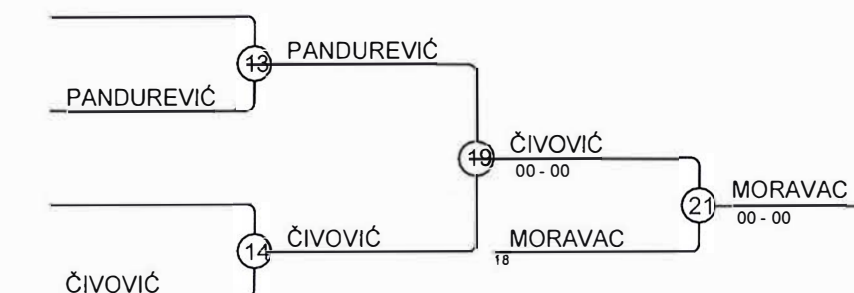 13 PANDUREVIĆ
PANDUREVIĆ
19 ČIVOVIĆ
00 - 00
21 MORAVAC
00 - 00
14 ČIVOVIĆ
MORAVAC
18
ČIVOVIĆ